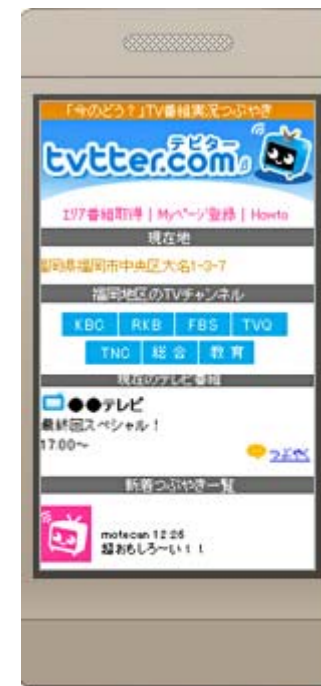 「今のどう?」TV番組実況つぶやき
テビター
tvtter.com
エリア番組取得 | Myページ登録 | Howto
現在地
福岡県福岡市中央区大名1-3-7
福岡地区のTVチャンネル
KBC RKB FBS TVQ
TNC 総合 教育
現在のテレビ番組
●●テレビ
最終回スペシャル!
17:00~
つぶやく
新着つぶやき一覧
motecan 12:26
超おもしろ~い!!